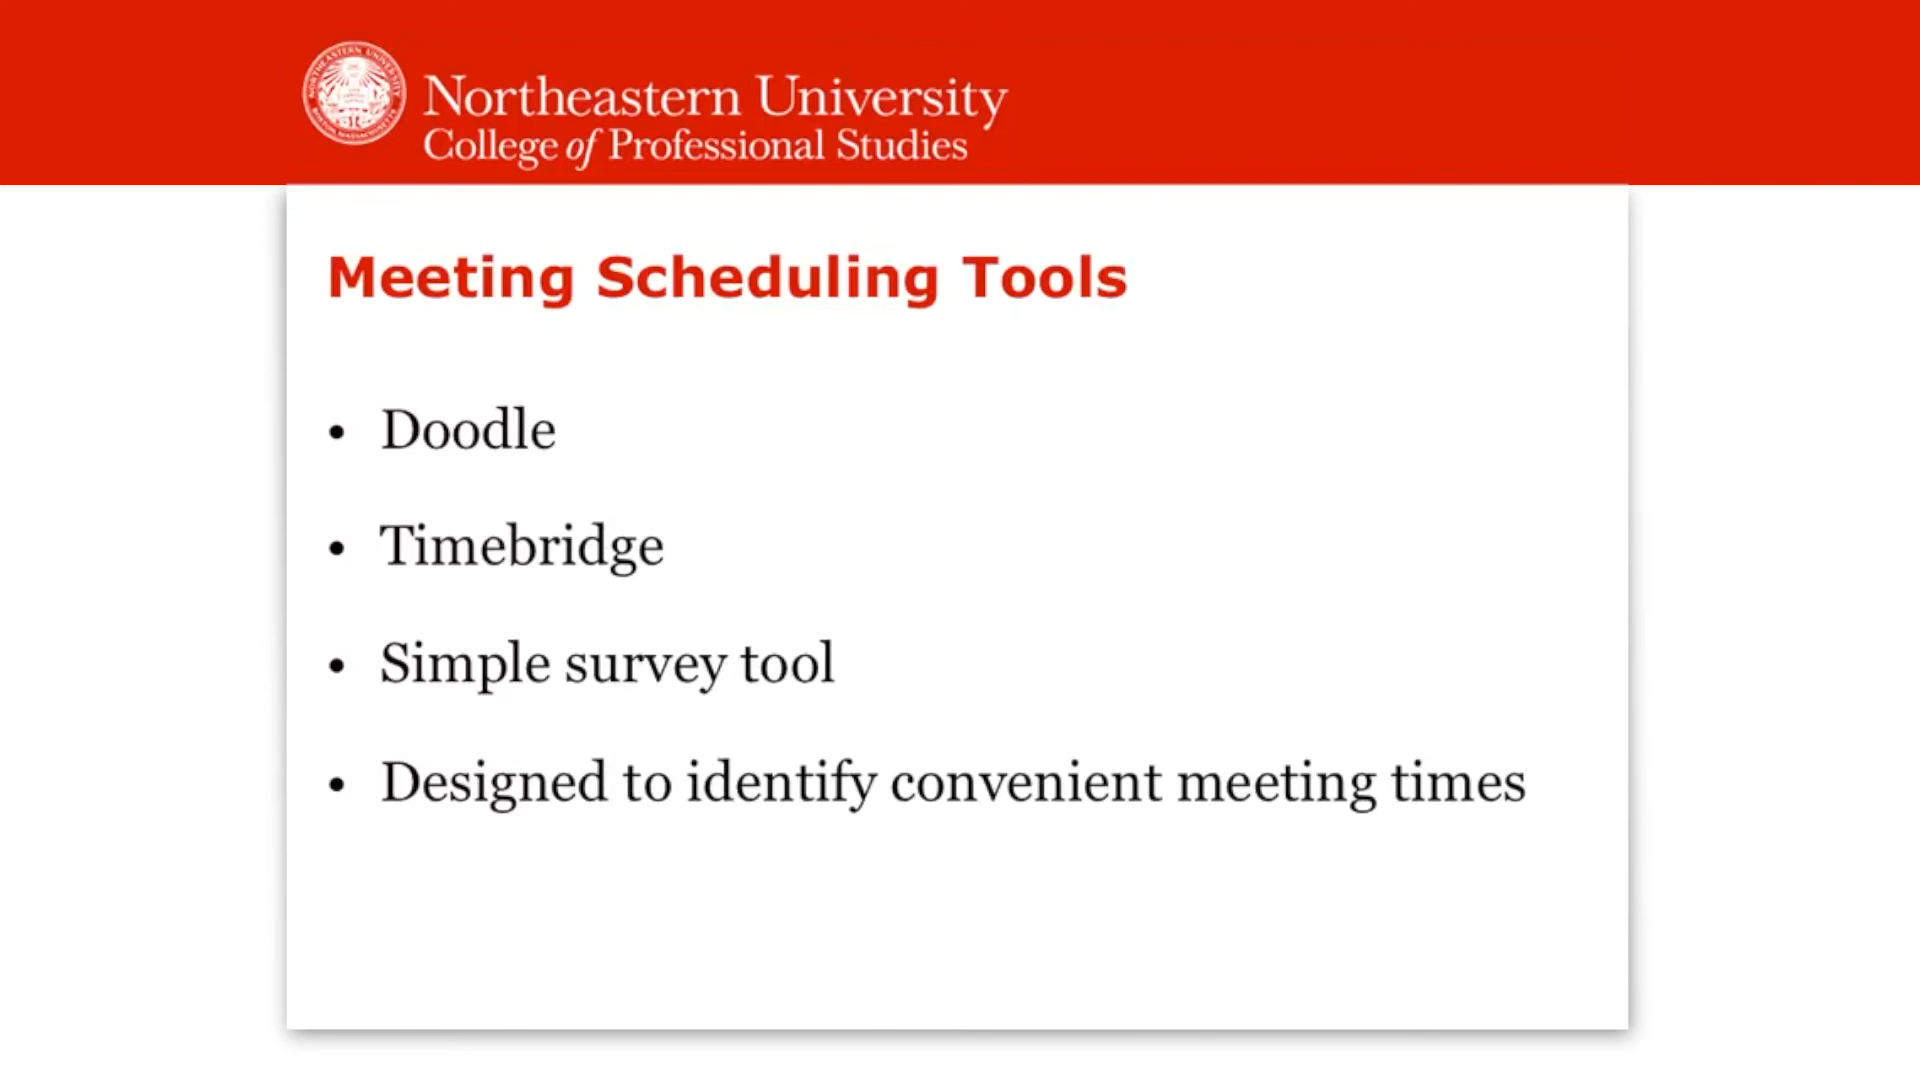 Northeastern University
College of Professional Studies
Meeting Scheduling Tools
• Doodle
• Timebridge
• Simple survey tool
• Designed to identify convenient meeting times